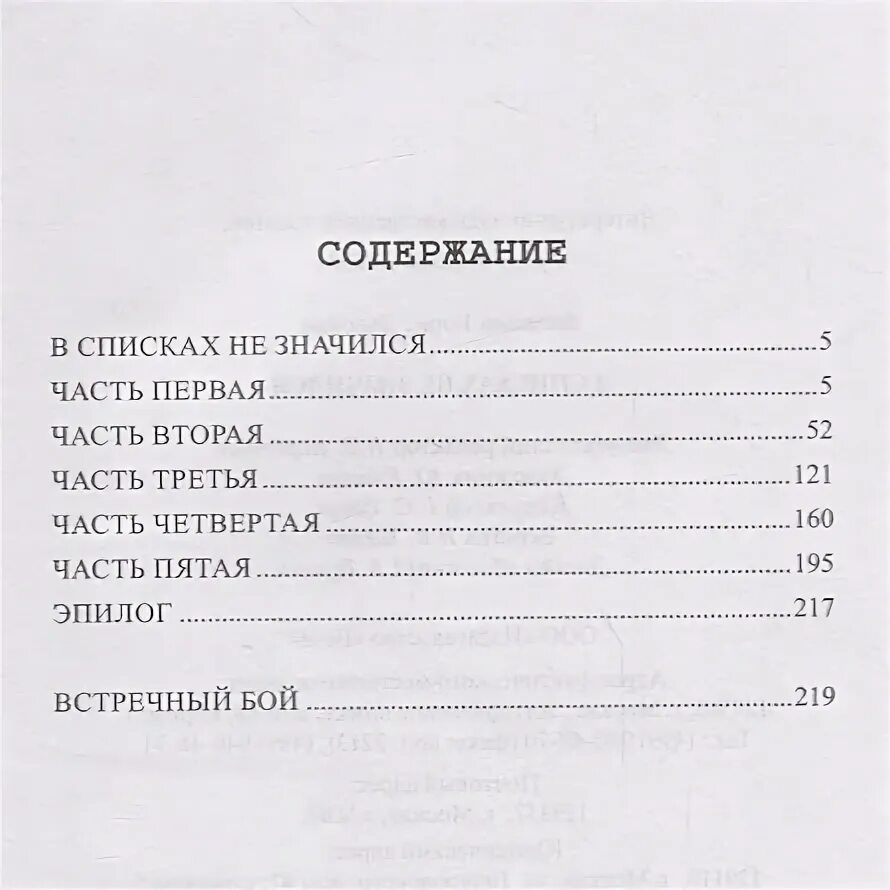 СОДЕРЖАНИЕ
В СПИСКАХ НЕ ЗНАЧИЛСЯ 5
ЧАСТЬ ПЕРВАЯ 5
ЧАСТЬ ВТОРАЯ 52
ЧАСТЬ ТРЕТЬЯ 121
ЧАСТЬ ЧЕТВЕРТАЯ 160
ЧАСТЬ ПЯТАЯ 195
ЭПИЛОГ 217
ВСТРЕЧНЫЙ БОЙ 219